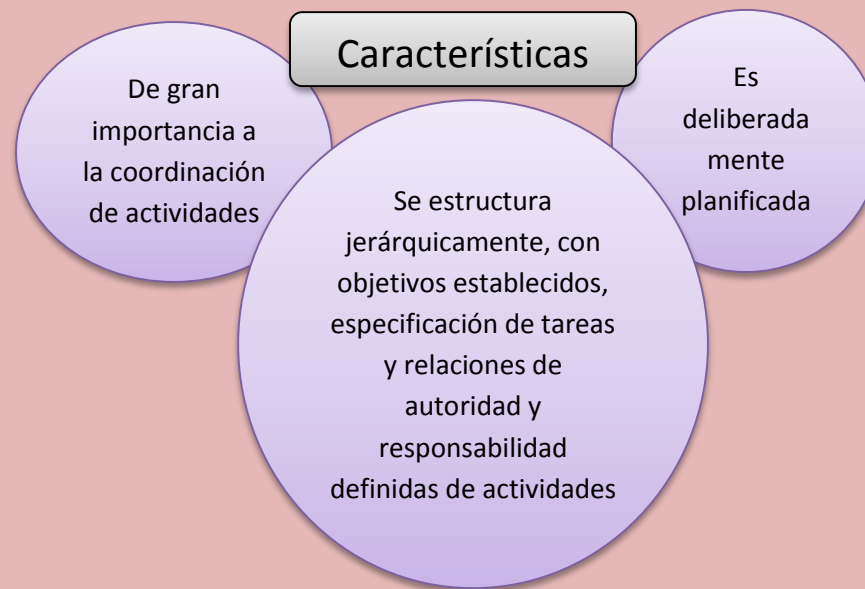 Característícas
De gran
importancia a
la coordinación
de actividades
Se estructura
jerárquicamente, con
objetivos establecidos,
especificación de tareas
y relaciones de
autoridad y
responsabilidad
definidas de actividades
Es
deliberada
mente
planificada